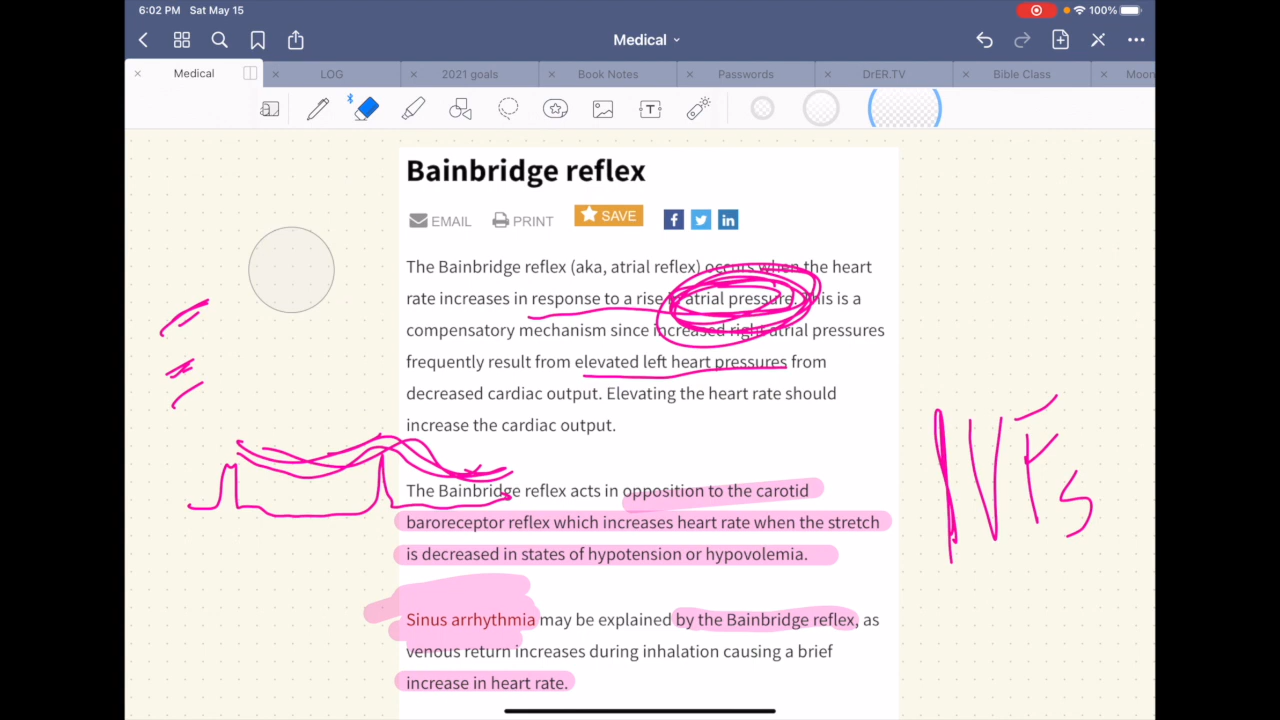 6:02 PM Sat May 15
100%
Medical
Medical LOG 2021 goals Book Notes Passwords DrER.TV Bible Class Moon
T
Bainbridge reflex
EMAIL PRINT SAVE f in
The Bainbridge reflex (aka, atrial reflex) occurs when the heart
rate increases in response to a rise in atrial pressure. This is a
compensatory mechanism since increased right atrial pressures
frequently result from elevated left heart pressures from
decreased cardiac output. Elevating the heart rate should
increase the cardiac output.
The Bainbridge reflex acts in opposition to the carotid
baroreceptor reflex which increases heart rate when the stretch
is decreased in states of hypotension or hypovolemia.
Sinus arrhythmia may be explained by the Bainbridge reflex, as
venous return increases during inhalation causing a brief
increase in heart rate.
IVFs